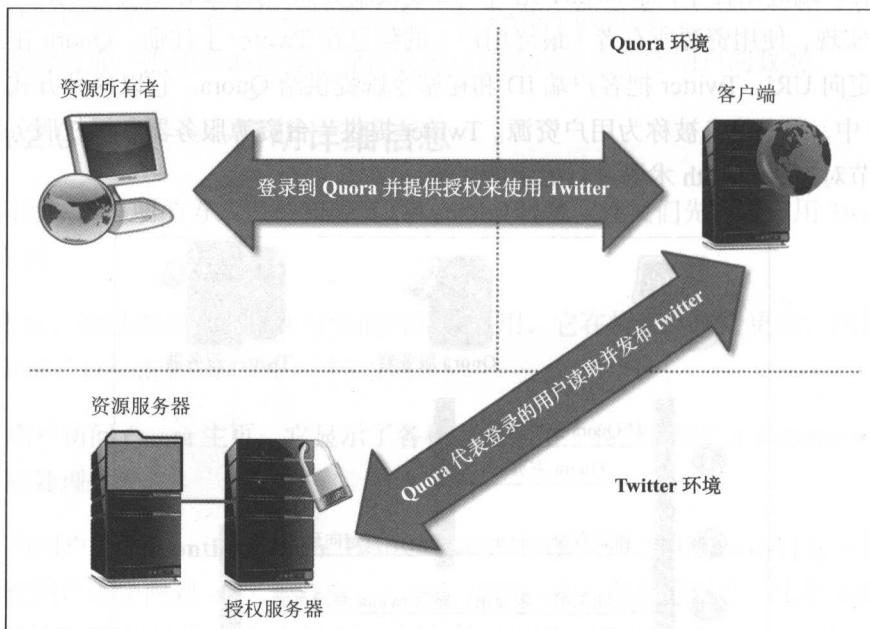 Quora 环境
资源所有者
客户端
登录到 Quora 并提供授权来使用 Twitter
Quora 代表登录的用户读取并发布 twitter
资源服务器
Twitter 环境
授权服务器